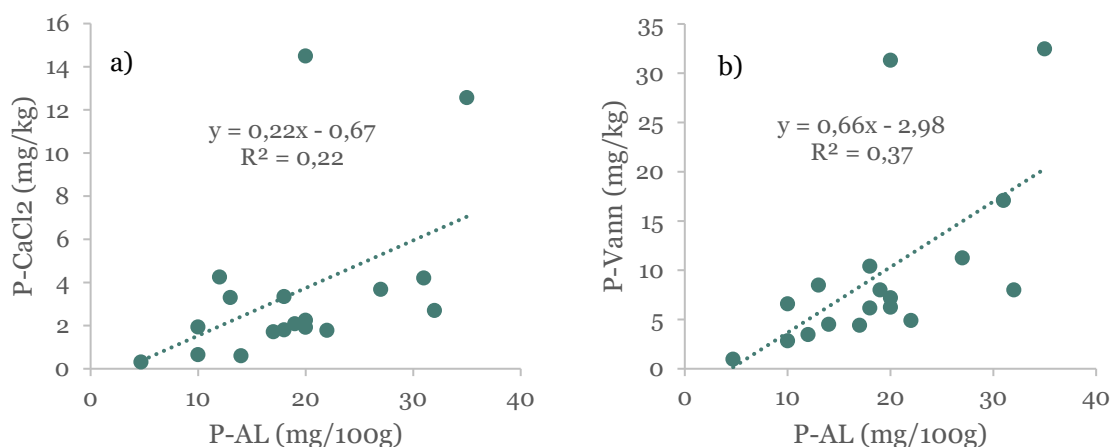 a)
y = 0,22x - 0,67
R² = 0,22
P-CaCl2 (mg/kg)
16
14
12
10
8
6
4
2
0
0 10 20 30 40
P-AL (mg/100g)
b)
y = 0,66x - 2,98
R² = 0,37
P-Vann (mg/kg)
35
30
25
20
15
10
5
0
0 10 20 30 40
P-AL (mg/100g)